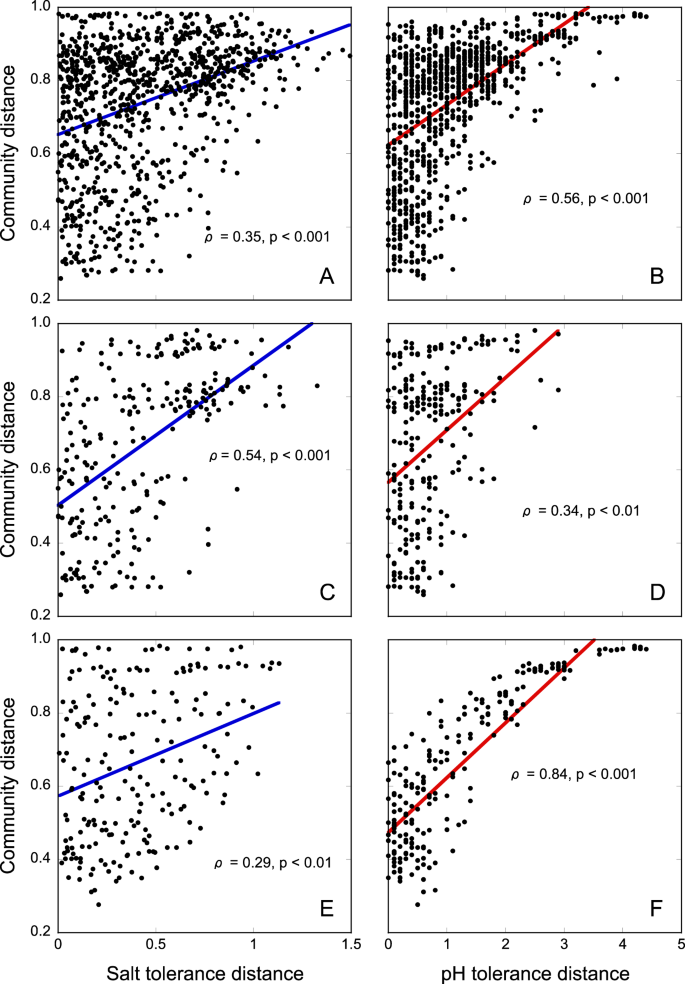 1.0
0.8
0.6
0.4
0.2
Community distance
ρ = 0.35, p < 0.001
A
ρ = 0.56, p < 0.001
B
1.0
0.8
0.6
0.4
0.2
Community distance
ρ = 0.54, p < 0.001
C
ρ = 0.34, p < 0.01
D
1.0
0.8
0.6
0.4
0.2
Community distance
ρ = 0.29, p < 0.01
E
ρ = 0.84, p < 0.001
F
0 0.5 1 1.5
0 1 2 3 4 5
Salt tolerance distance
pH tolerance distance